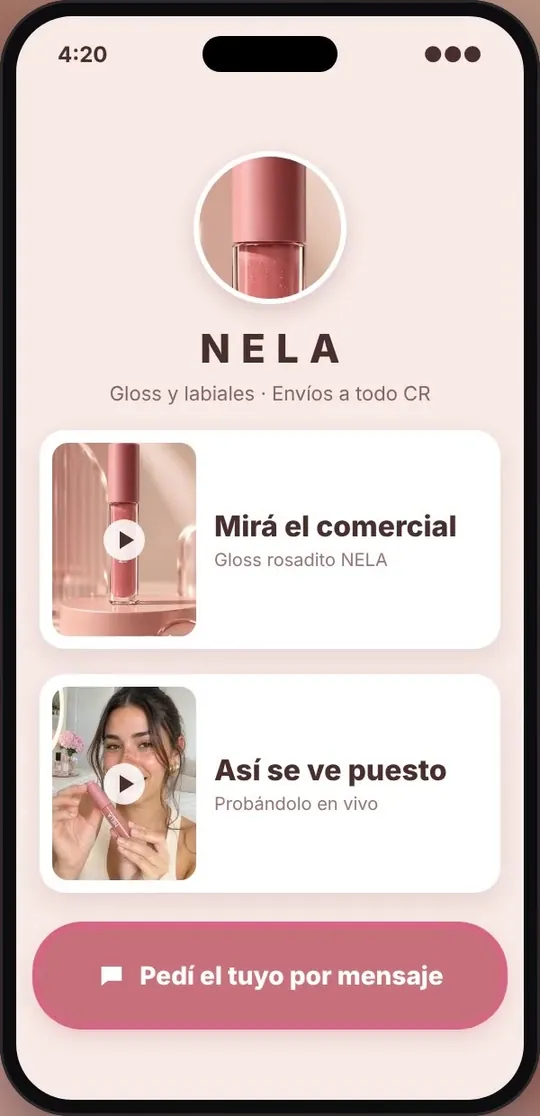 4:20
NELA
Gloss y labiales · Envíos a todo CR
Mirá el comercial
Gloss rosadito NELA
Así se ve puesto
Probándolo en vivo
NELA
Pedí el tuyo por mensaje